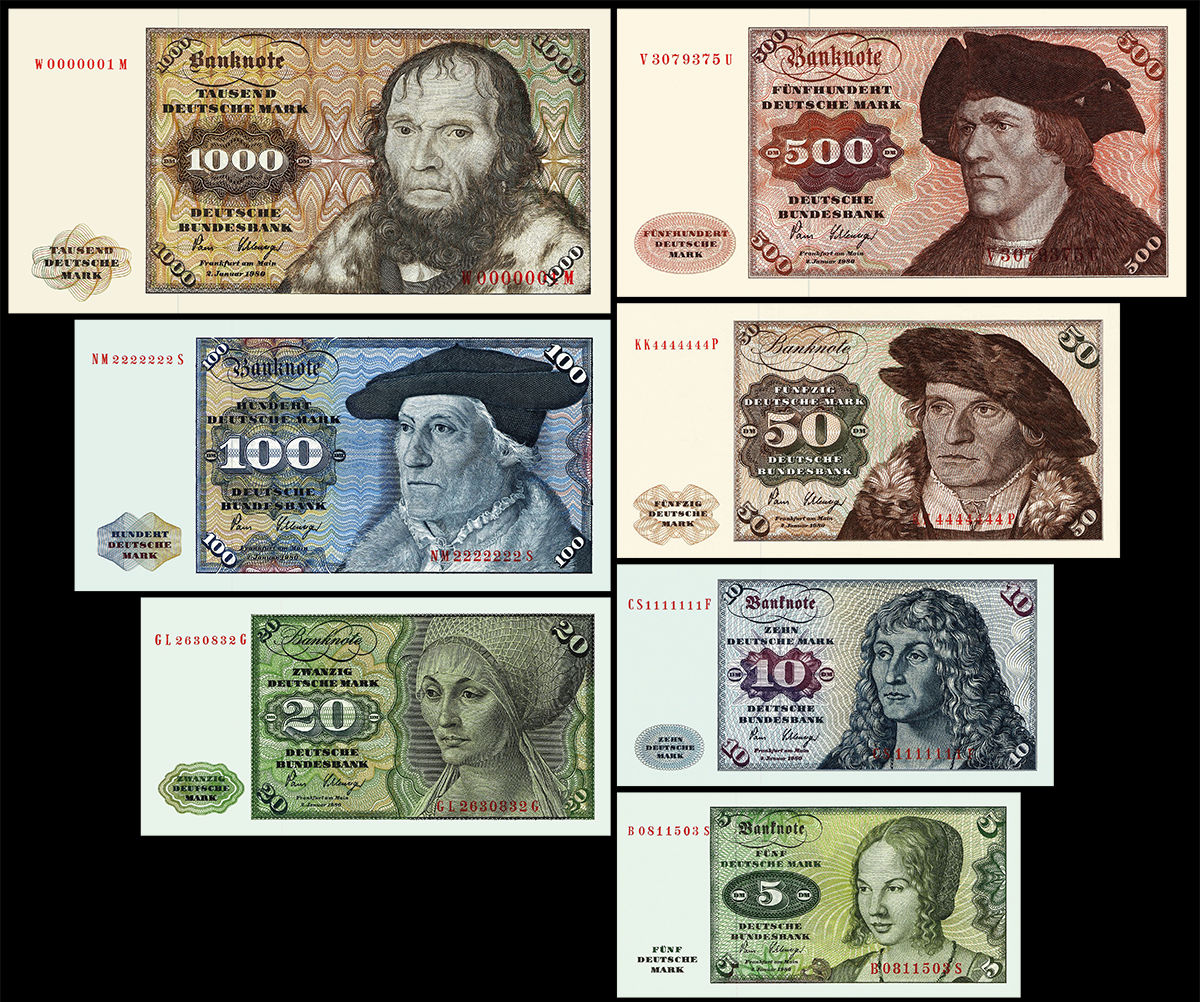 W0000001M
1000
1000
Banknote
TAUSEND
DEUTSCHE MARK
DM 1000 DM
DEUTSCHE
BUNDESBANK
Frankfurt am Main
2. Januar 1980
TAUSEND
DEUTSCHE
MARK
1000
1000
W0000001M
V3079375U
500
500
Banknote
FÜNFHUNDERT
DEUTSCHE MARK
DM 500 DM
DEUTSCHE
BUNDESBANK
Frankfurt am Main
2. Januar 1980
FÜNFHUNDERT
DEUTSCHE
MARK
500
500
V3079375U
NM2222222S
100
100
Banknote
HUNDERT
DEUTSCHE MARK
DM 100 DM
DEUTSCHE
BUNDESBANK
Frankfurt am Main
2. Januar 1980
HUNDERT
DEUTSCHE
MARK
100
100
NM2222222S
KK4444444P
50
50
Banknote
FÜNFZIG
DEUTSCHE MARK
DM 50 DM
DEUTSCHE
BUNDESBANK
Frankfurt am Main
2. Januar 1980
FÜNFZIG
DEUTSCHE
MARK
50
50
4444444P
GL2630832G
20
20
Banknote
ZWANZIG
DEUTSCHE MARK
DM 20 DM
DEUTSCHE
BUNDESBANK
Frankfurt am Main
2. Januar 1980
ZWANZIG
DEUTSCHE
MARK
20
20
GL2630832G
CS1111111F
10
10
Banknote
ZEHN
DEUTSCHE MARK
DM 10 DM
DEUTSCHE
BUNDESBANK
Frankfurt am Main
2. Januar 1980
ZEHN
DEUTSCHE
MARK
10
10
CS1111111F
B0811503S
5
5
Banknote
FÜNF
DEUTSCHE MARK
DM 5 DM
DEUTSCHE
BUNDESBANK
Frankfurt am Main
2. Januar 1980
FÜNF
DEUTSCHE
MARK
5
5
B0811503S